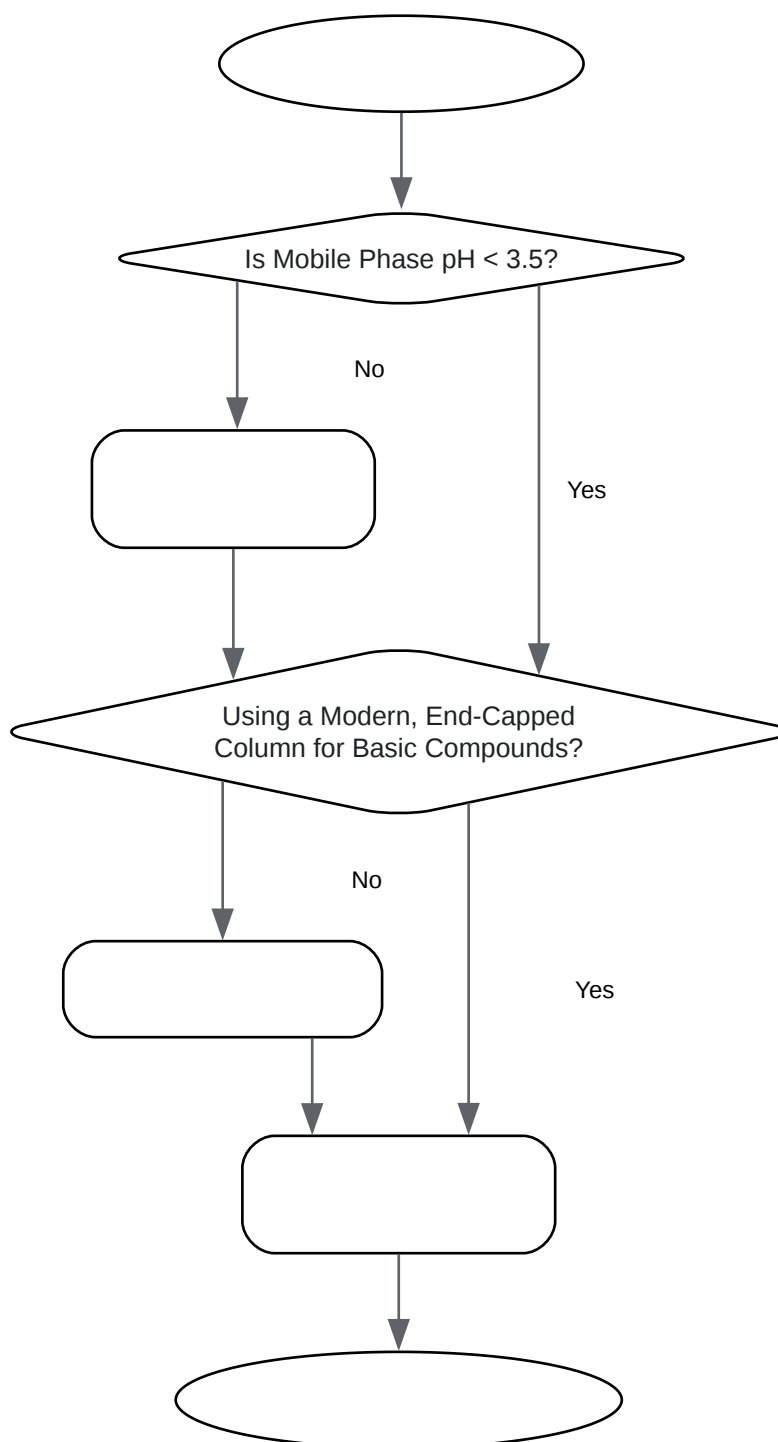 Is Mobile Phase pH < 3.5?
No
Yes
Using a Modern, End-Capped
Column for Basic Compounds?
No
Yes